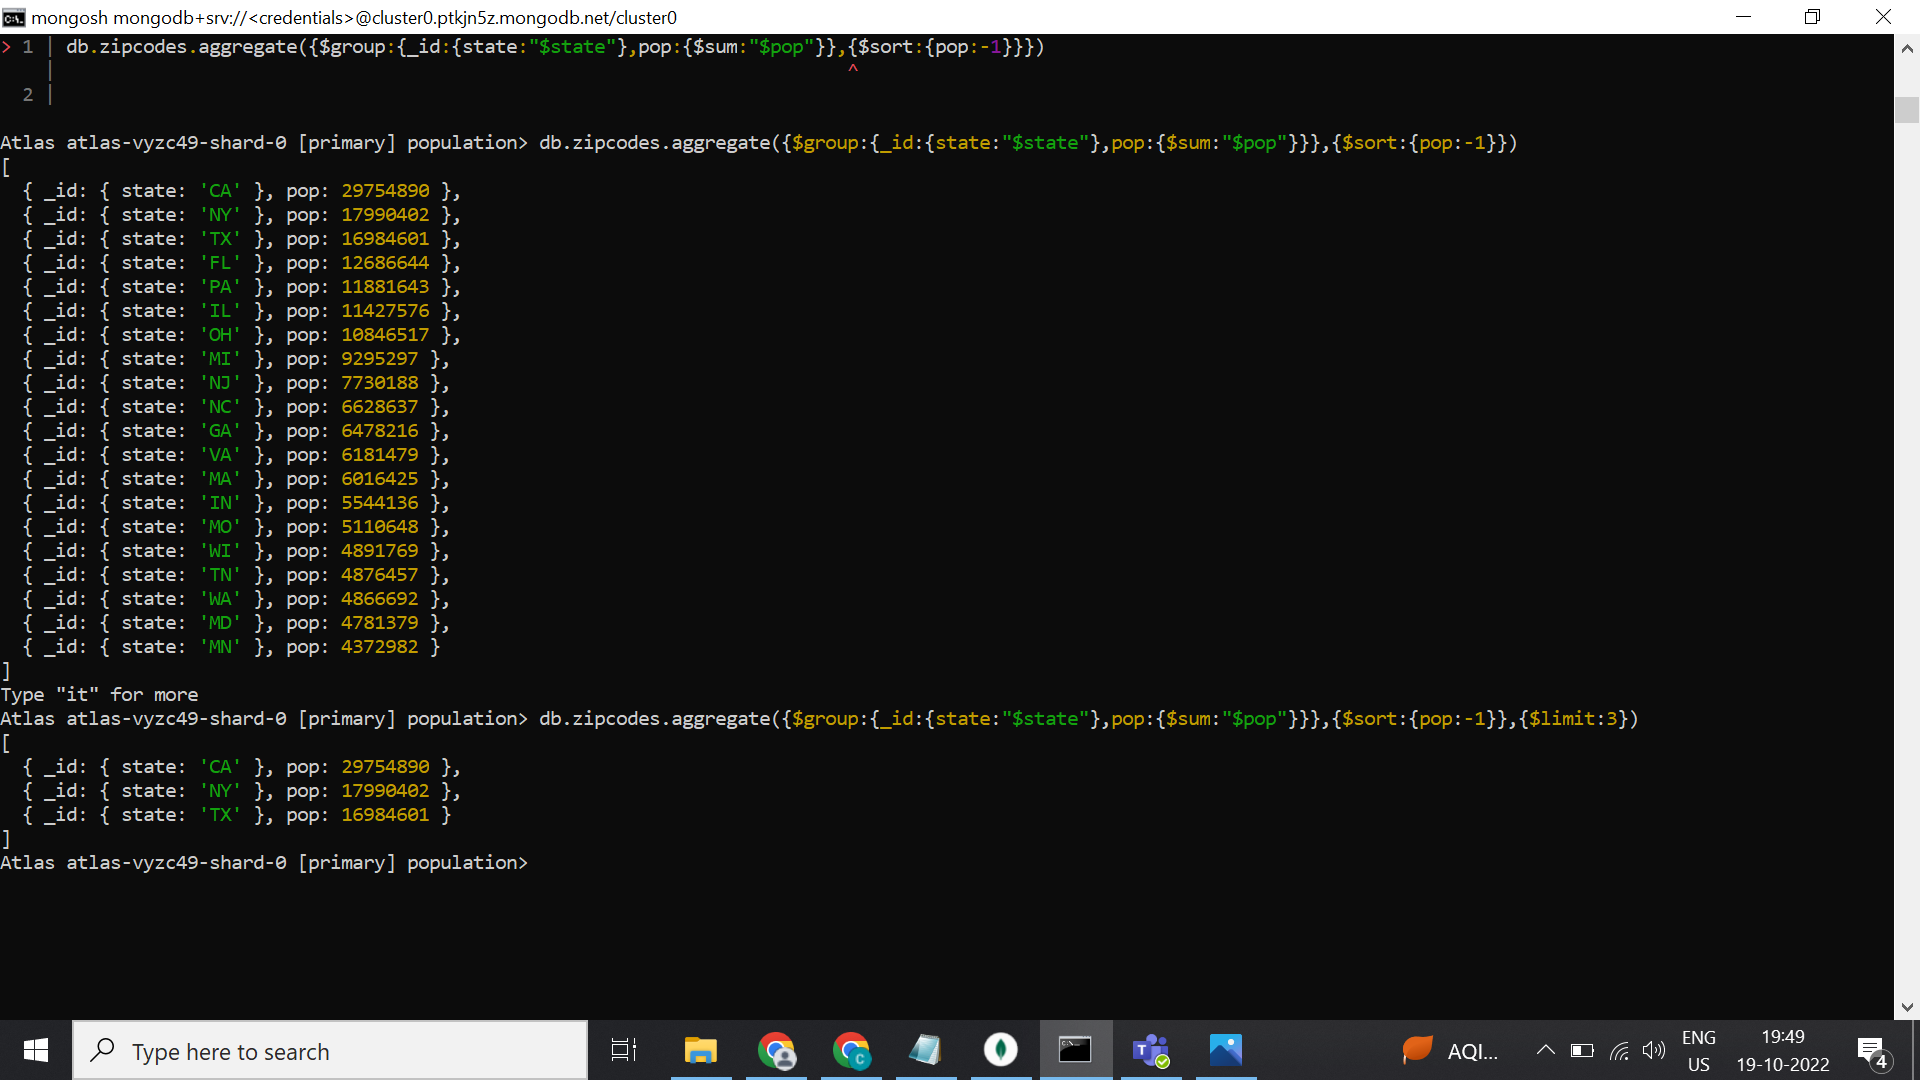 mongosh mongodb+srv://<credentials>@cluster0.ptkjn5z.mongodb.net/cluster0
> 1 | db.zipcodes.aggregate({$group:{_id:{state:"$state"},pop:{$sum:"$pop"}},{$sort:{pop:-1}}})
| ^
2 |
Atlas atlas-vyzc49-shard-0 [primary] population> db.zipcodes.aggregate({$group:{_id:{state:"$state"},pop:{$sum:"$pop"}}},{$sort:{pop:-1}})
[
  { _id: { state: 'CA' }, pop: 29754890 },
  { _id: { state: 'NY' }, pop: 17990402 },
  { _id: { state: 'TX' }, pop: 16984601 },
  { _id: { state: 'FL' }, pop: 12686644 },
  { _id: { state: 'PA' }, pop: 11881643 },
  { _id: { state: 'IL' }, pop: 11427576 },
  { _id: { state: 'OH' }, pop: 10846517 },
  { _id: { state: 'MI' }, pop: 9295297 },
  { _id: { state: 'NJ' }, pop: 7730188 },
  { _id: { state: 'NC' }, pop: 6628637 },
  { _id: { state: 'GA' }, pop: 6478216 },
  { _id: { state: 'VA' }, pop: 6181479 },
  { _id: { state: 'MA' }, pop: 6016425 },
  { _id: { state: 'IN' }, pop: 5544136 },
  { _id: { state: 'MO' }, pop: 5110648 },
  { _id: { state: 'WI' }, pop: 4891769 },
  { _id: { state: 'TN' }, pop: 4876457 },
  { _id: { state: 'WA' }, pop: 4866692 },
  { _id: { state: 'MD' }, pop: 4781379 },
  { _id: { state: 'MN' }, pop: 4372982 }
]
Type "it" for more
Atlas atlas-vyzc49-shard-0 [primary] population> db.zipcodes.aggregate({$group:{_id:{state:"$state"},pop:{$sum:"$pop"}}},{$sort:{pop:-1}},{$limit:3})
[
  { _id: { state: 'CA' }, pop: 29754890 },
  { _id: { state: 'NY' }, pop: 17990402 },
  { _id: { state: 'TX' }, pop: 16984601 }
]
Atlas atlas-vyzc49-shard-0 [primary] population>
Type here to search
C
T
AQI...
ENG
US
19:49
19-10-2022
4